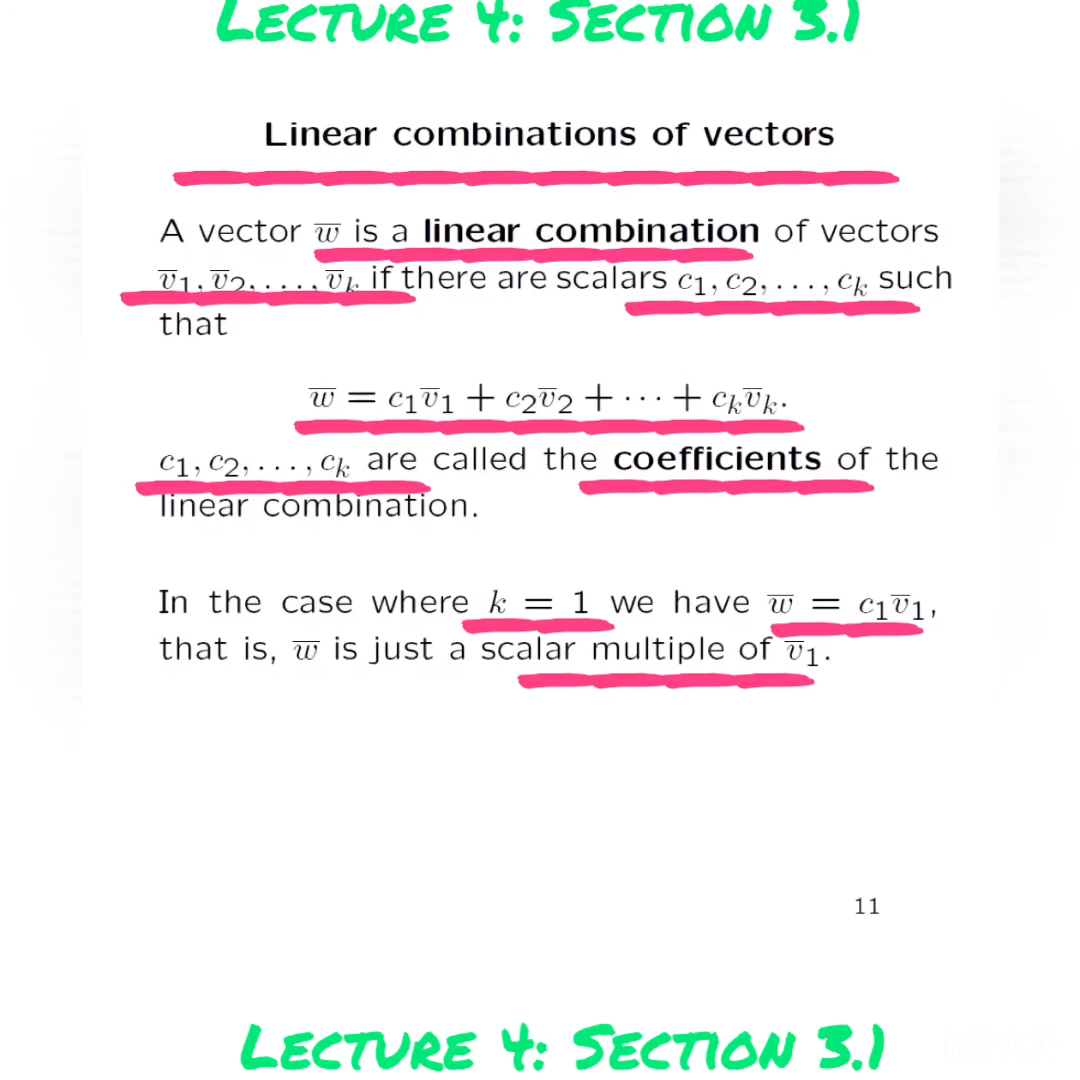 LECTURE 4: SECTION 3.1
Linear combinations of vectors
A vector w̅ is a linear combination of vectors
v̅₁, v̅₂, . . . , v̅ₖ if there are scalars c₁, c₂, . . . , cₖ such
that
w̅ = c₁v̅₁ + c₂v̅₂ + · · · + cₖv̅ₖ.
c₁, c₂, . . . , cₖ are called the coefficients of the
linear combination.
In the case where k = 1 we have w̅ = c₁v̅₁,
that is, w̅ is just a scalar multiple of v̅₁.
11
LECTURE 4: SECTION 3.1